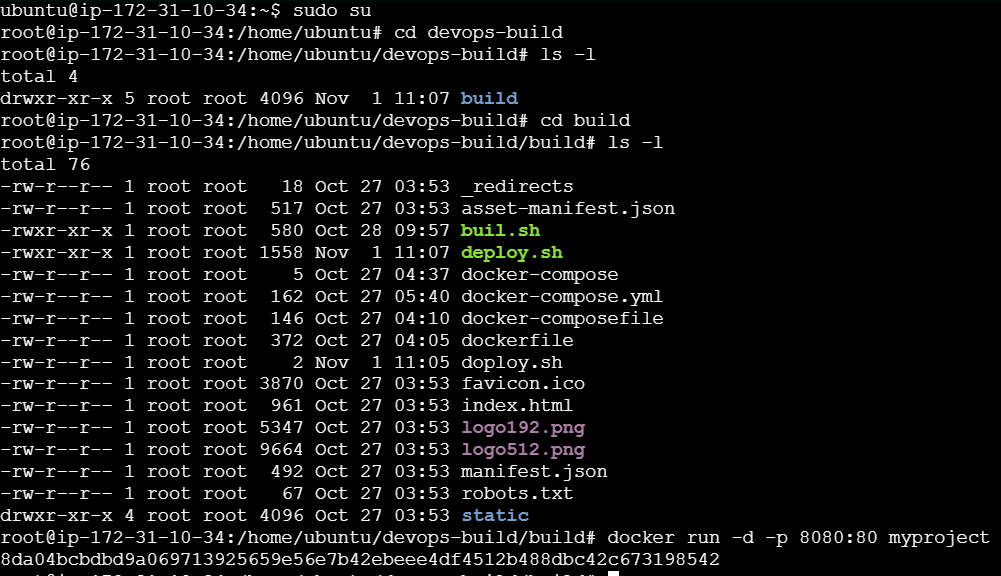 ubuntu@ip-172-31-10-34:~$ sudo su
root@ip-172-31-10-34:/home/ubuntu# cd devops-build
root@ip-172-31-10-34:/home/ubuntu/devops-build# ls -l
total 4
drwxr-xr-x 5 root root 4096 Nov  1 11:07 build
root@ip-172-31-10-34:/home/ubuntu/devops-build# cd build
root@ip-172-31-10-34:/home/ubuntu/devops-build/build# ls -l
total 76
-rw-r--r-- 1 root root   18 Oct 27 03:53 _redirects
-rw-r--r-- 1 root root  517 Oct 27 03:53 asset-manifest.json
-rwxr-xr-x 1 root root  580 Oct 28 09:57 buil.sh
-rwxr-xr-x 1 root root 1558 Nov  1 11:07 deploy.sh
-rw-r--r-- 1 root root    5 Oct 27 04:37 docker-compose
-rw-r--r-- 1 root root  162 Oct 27 05:40 docker-compose.yml
-rw-r--r-- 1 root root  146 Oct 27 04:10 docker-composefile
-rw-r--r-- 1 root root  372 Oct 27 04:05 dockerfile
-rw-r--r-- 1 root root    2 Nov  1 11:05 doploy.sh
-rw-r--r-- 1 root root 3870 Oct 27 03:53 favicon.ico
-rw-r--r-- 1 root root  961 Oct 27 03:53 index.html
-rw-r--r-- 1 root root 5347 Oct 27 03:53 logo192.png
-rw-r--r-- 1 root root 9664 Oct 27 03:53 logo512.png
-rw-r--r-- 1 root root  492 Oct 27 03:53 manifest.json
-rw-r--r-- 1 root root   67 Oct 27 03:53 robots.txt
drwxr-xr-x 4 root root 4096 Oct 27 03:53 static
root@ip-172-31-10-34:/home/ubuntu/devops-build/build# docker run -d -p 8080:80 myproject
8da04bcbdbd9a069713925659e56e7b42ebeee4df4512b488dbc42c673198542